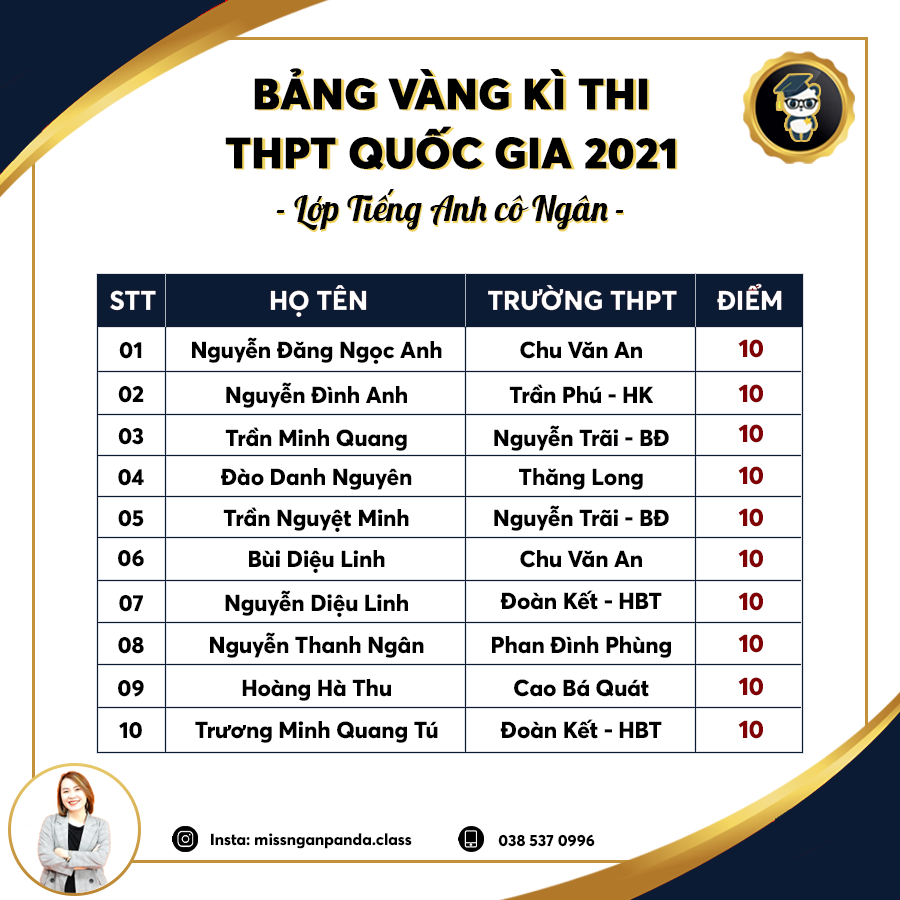 BẢNG VÀNG KÌ THI
THPT QUỐC GIA 2021
- Lớp Tiếng Anh cô Ngân -
STT HỌ TÊN TRƯỜNG THPT ĐIỂM
01 Nguyễn Đăng Ngọc Anh Chu Văn An 10
02 Nguyễn Đình Anh Trần Phú - HK 10
03 Trần Minh Quang Nguyễn Trãi - BĐ 10
04 Đào Danh Nguyên Thăng Long 10
05 Trần Nguyệt Minh Nguyễn Trãi - BĐ 10
06 Bùi Diệu Linh Chu Văn An 10
07 Nguyễn Diệu Linh Đoàn Kết - HBT 10
08 Nguyễn Thanh Ngân Phan Đình Phùng 10
09 Hoàng Hà Thu Cao Bá Quát 10
10 Trương Minh Quang Tú Đoàn Kết - HBT 10
Insta: missnganpanda.class 038 537 0996